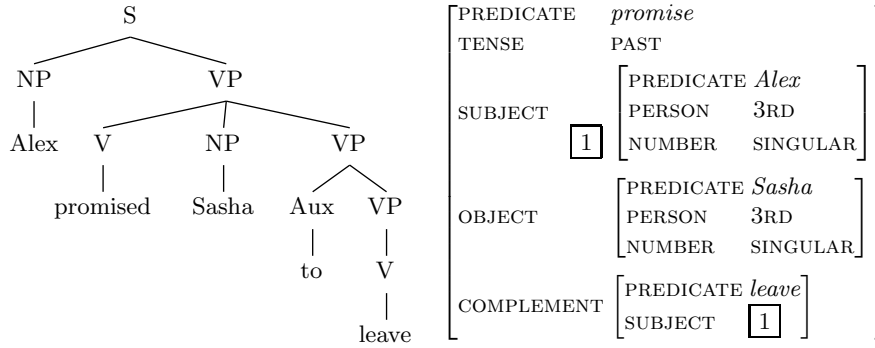 S
NP VP
Alex V NP VP
promised Sasha Aux VP
to V
leave
PREDICATE promise
TENSE PAST
SUBJECT 1 PREDICATE Alex
PERSON 3RD
NUMBER SINGULAR
OBJECT PREDICATE Sasha
PERSON 3RD
NUMBER SINGULAR
COMPLEMENT PREDICATE leave
SUBJECT 1